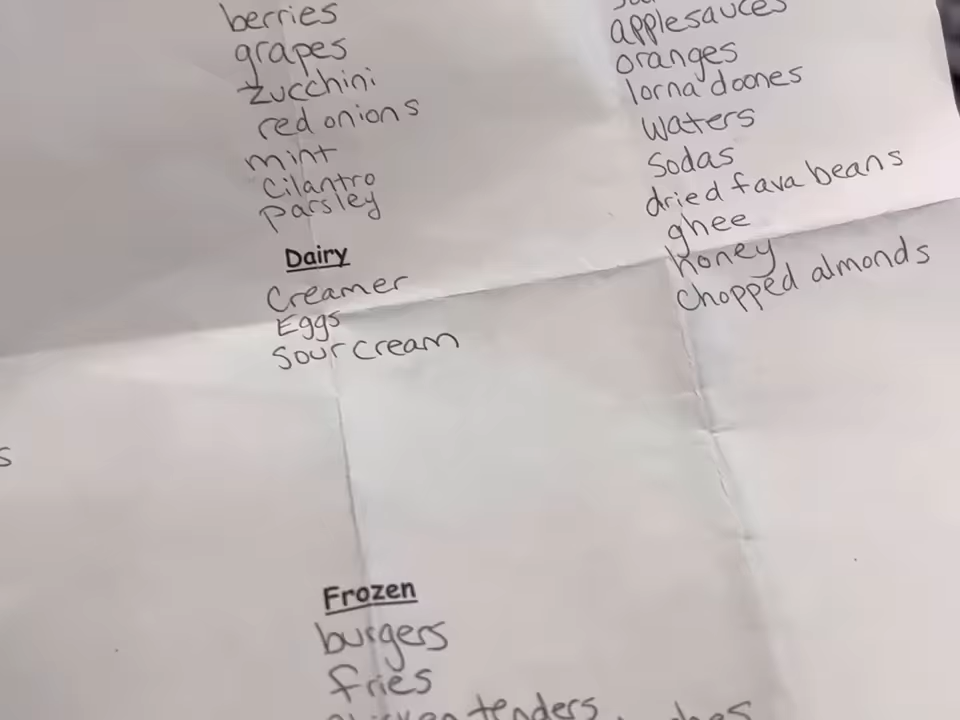 berries
grapes
zucchini
red onions
mint
Cilantro
Parsley
Dairy
Creamer
Eggs
Sour cream
Frozen
burgers
fries
tenders
applesauces
oranges
lorna doones
Waters
Sodas
dried fava beans
ghee
honey
Chopped almonds